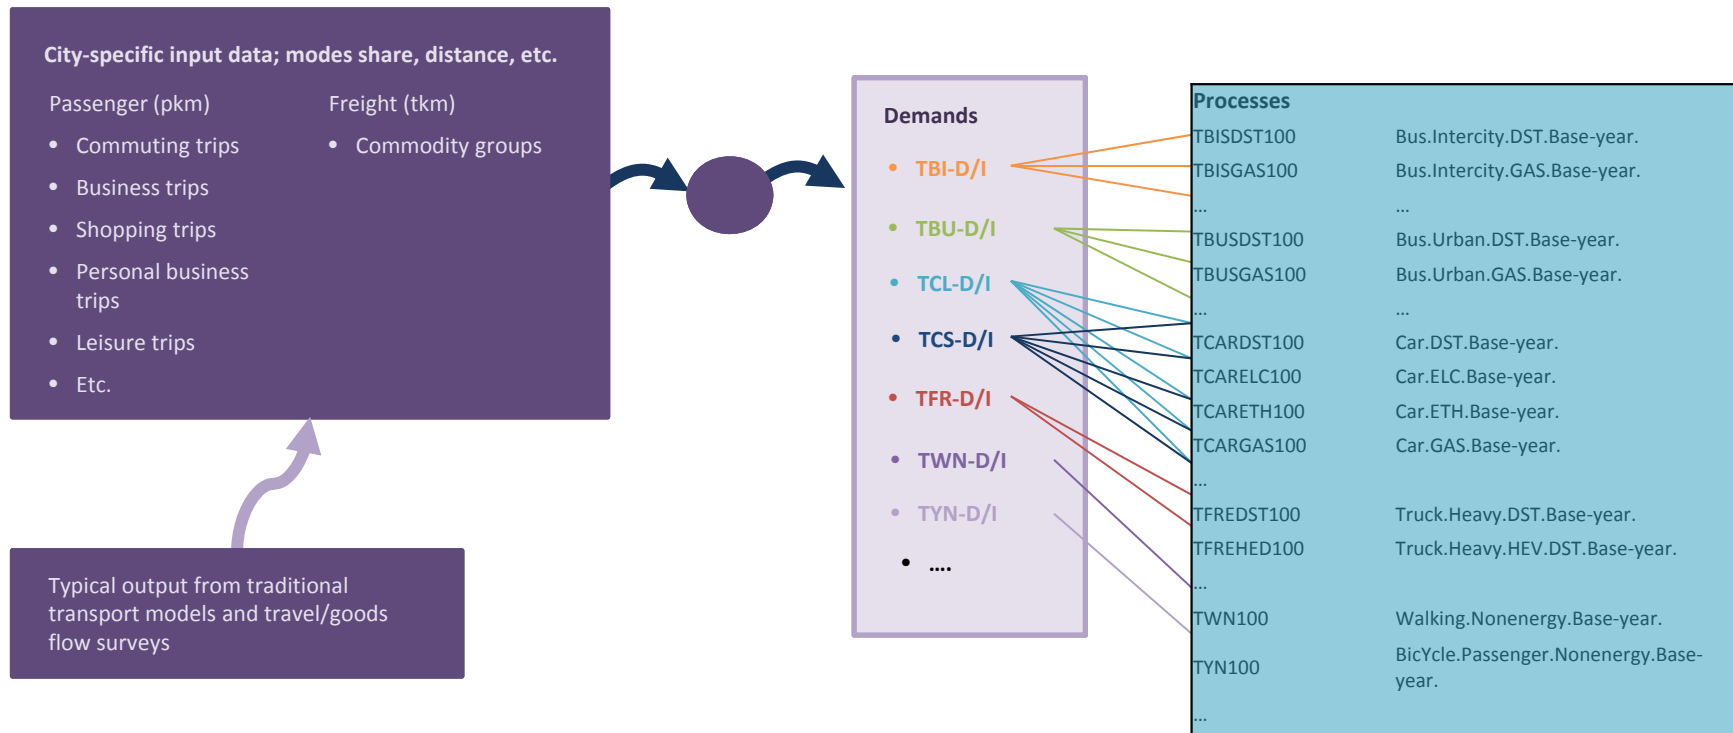 City-specific input data; modes share, distance, etc.
Passenger (pkm)
• Commuting trips
• Business trips
• Shopping trips
• Personal business
trips
• Leisure trips
• Etc.
Freight (tkm)
• Commodity groups
Typical output from traditional
transport models and travel/goods
flow surveys
Demands
• TBI-D/I
• TBU-D/I
• TCL-D/I
• TCS-D/I
• TFR-D/I
• TWN-D/I
• TYN-D/I
• ....
Processes
TBISDST100 Bus.Intercity.DST.Base-year.
TBISGAS100 Bus.Intercity.GAS.Base-year.
... ...
TBUSDST100 Bus.Urban.DST.Base-year.
TBUSGAS100 Bus.Urban.GAS.Base-year.
... ...
TCARDST100 Car.DST.Base-year.
TCARELC100 Car.ELC.Base-year.
TCARETH100 Car.ETH.Base-year.
TCARGAS100 Car.GAS.Base-year.
...
TFREDST100 Truck.Heavy.DST.Base-year.
TFREHED100 Truck.Heavy.HEV.DST.Base-year.
...
TWN100 Walking.Nonenergy.Base-year.
TYN100 BicYcle.Passenger.Nonenergy.Base-
year.
...